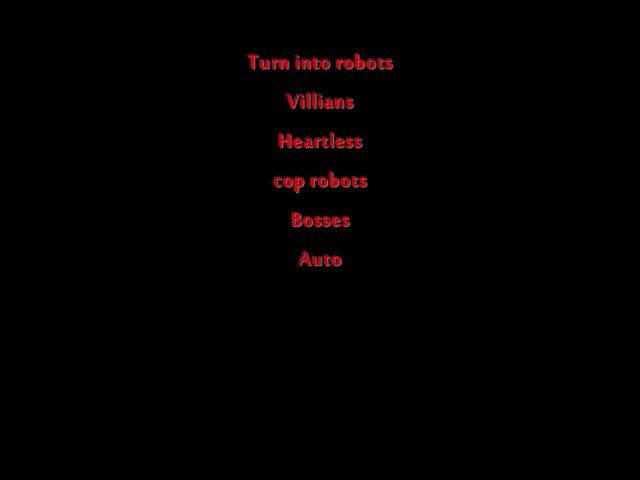 Turn into robots
Villians
Heartless
cop robots
Bosses
Auto